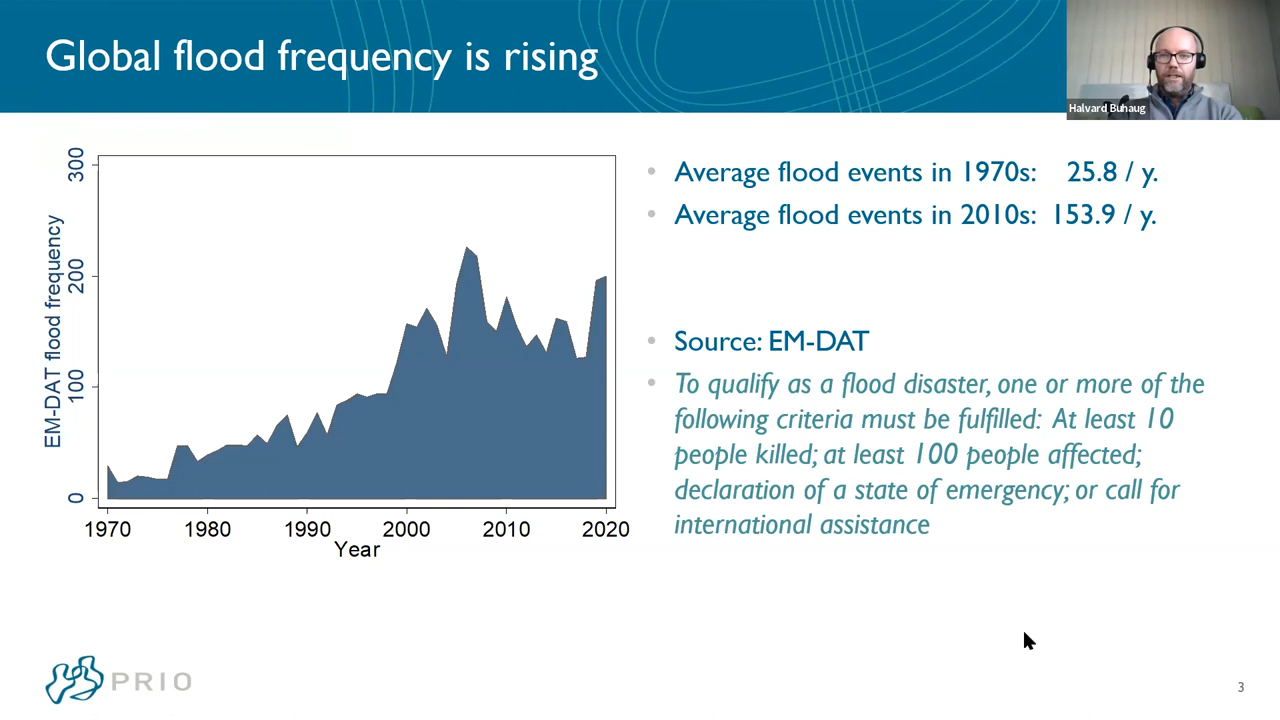 Global flood frequency is rising
Halvard Buhaug
300
200
100
0
EM-DAT flood frequency
1970 1980 1990 2000 2010 2020
Year
Average flood events in 1970s: 25.8 / y.
Average flood events in 2010s: 153.9 / y.
Source: EM-DAT
To qualify as a flood disaster, one or more of the
following criteria must be fulfilled: At least 10
people killed; at least 100 people affected;
declaration of a state of emergency; or call for
international assistance
PRIO
3